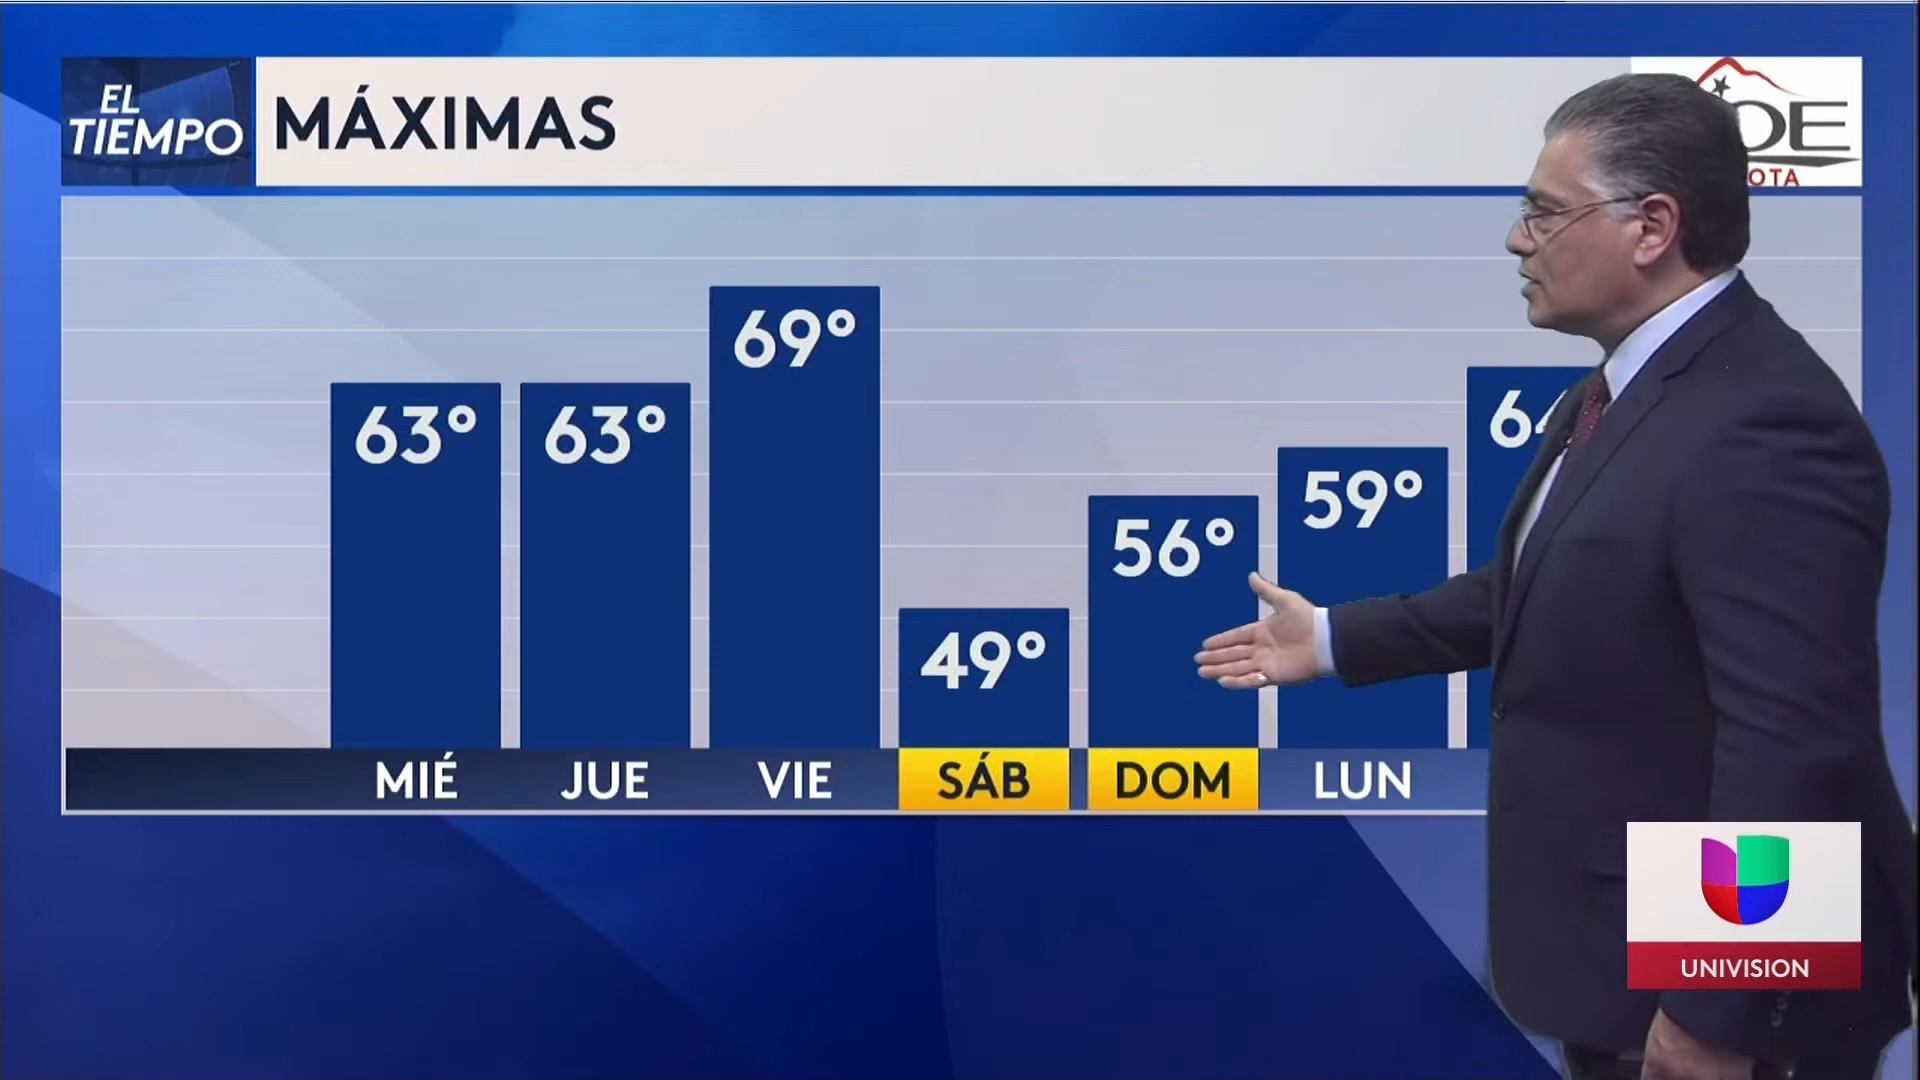 EL
TIEMPO
MÁXIMAS
69°
63°
63°
59°
56°
49°
MIÉ
JUE
VIE
SÁB
DOM
LUN
UNIVISION